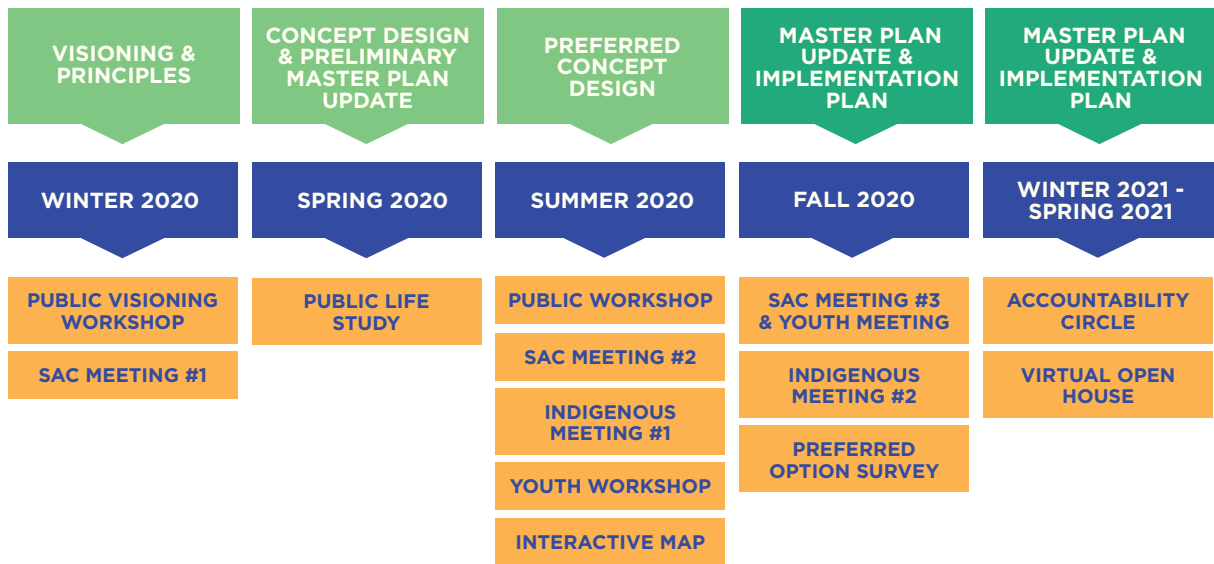 VISIONING &
PRINCIPLES
CONCEPT DESIGN
& PRELIMINARY
MASTER PLAN
UPDATE
PREFERRED
CONCEPT
DESIGN
MASTER PLAN
UPDATE &
IMPLEMENTATION
PLAN
MASTER PLAN
UPDATE &
IMPLEMENTATION
PLAN
WINTER 2020
SPRING 2020
SUMMER 2020
FALL 2020
WINTER 2021 -
SPRING 2021
PUBLIC VISIONING
WORKSHOP
SAC MEETING #1
PUBLIC LIFE
STUDY
PUBLIC WORKSHOP
SAC MEETING #2
INDIGENOUS
MEETING #1
YOUTH WORKSHOP
INTERACTIVE MAP
SAC MEETING #3
& YOUTH MEETING
INDIGENOUS
MEETING #2
PREFERRED
OPTION SURVEY
ACCOUNTABILITY
CIRCLE
VIRTUAL OPEN
HOUSE